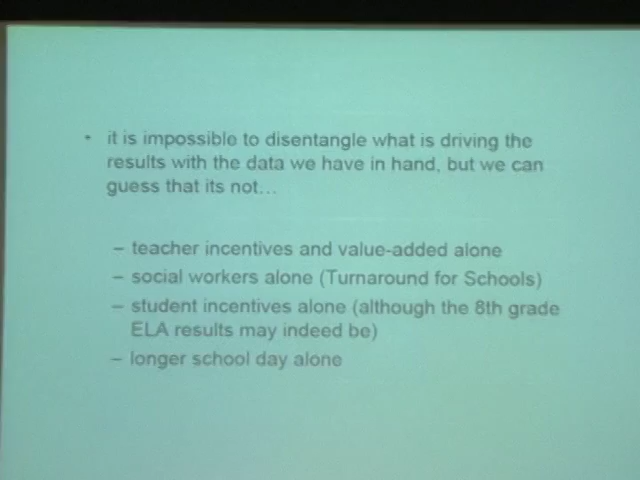 • it is impossible to disentangle what is driving the
results with the data we have in hand, but we can
guess that its not...
– teacher incentives and value-added alone
– social workers alone (Turnaround for Schools)
– student incentives alone (although the 8th grade
ELA results may indeed be)
– longer school day alone